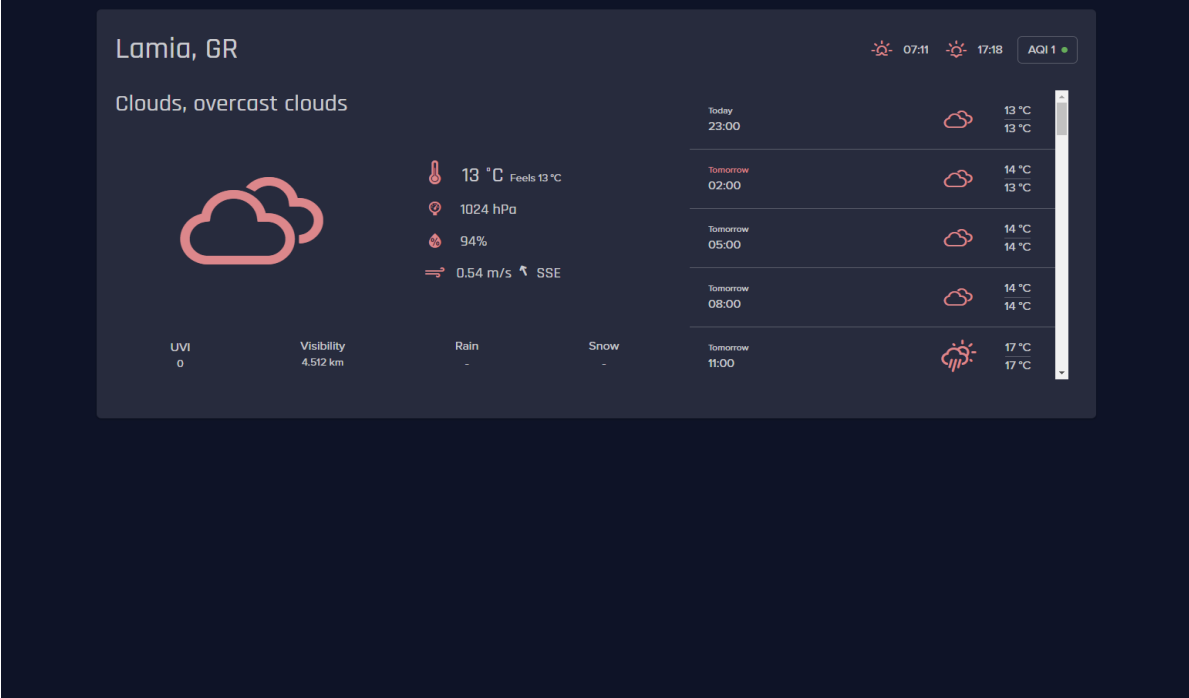 Lamia, GR
07:11 17:18 AQI 1
Clouds, overcast clouds
13 °C Feels 13 °C
1024 hPa
94%
0.54 m/s SSE
UVI Visibility Rain Snow
0 4.512 km - -
Today
23:00
13 °C
13 °C
Tomorrow
02:00
14 °C
13 °C
Tomorrow
05:00
14 °C
14 °C
Tomorrow
08:00
14 °C
14 °C
Tomorrow
11:00
17 °C
17 °C